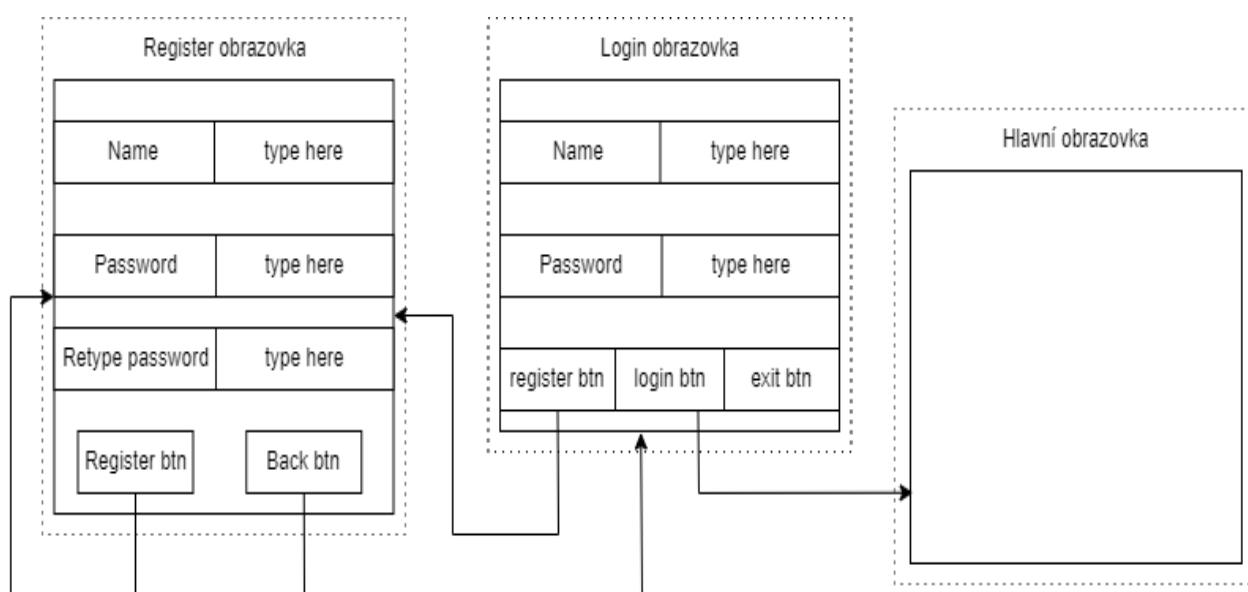 Register obrazovka
Name
type here
Password
type here
Retype password
type here
Register btn
Back btn
Login obrazovka
Name
type here
Password
type here
register btn
login btn
exit btn
Hlavní obrazovka